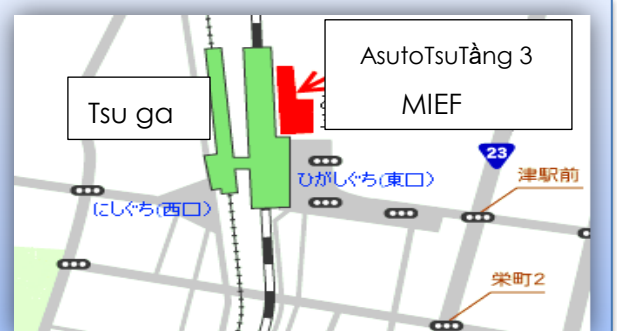 AsutoTsuTầng 3
MIEF
Tsu ga
23
津駅前
ひがしぐち(東口)
にしぐち(西口)
栄町2